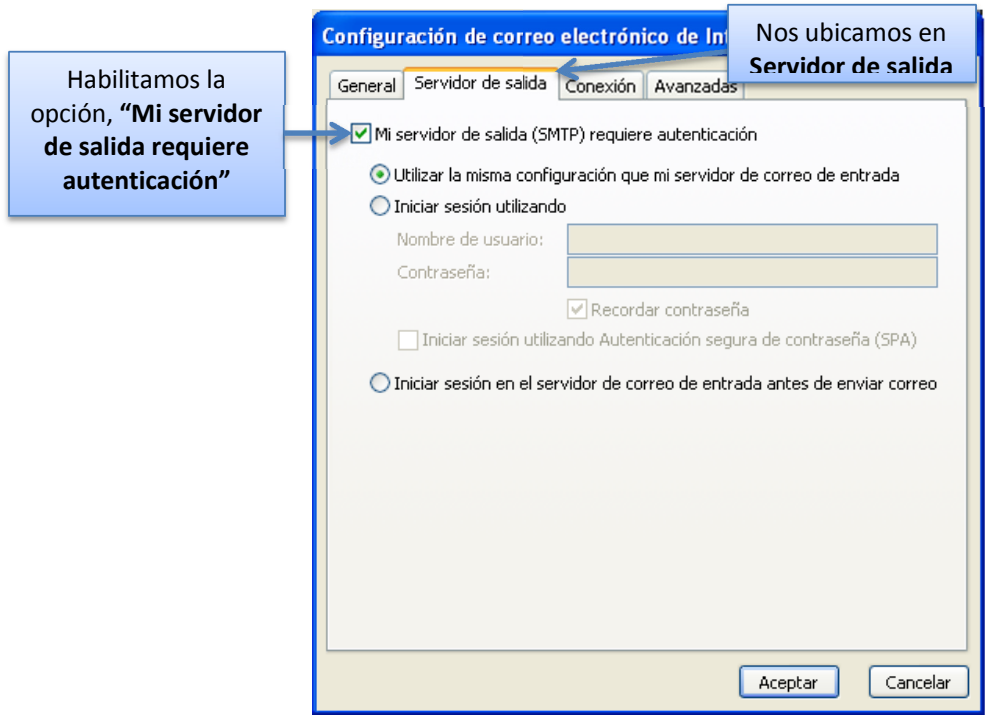 Configuración de correo electrónico de In
Nos ubicamos en
Servidor de salida
Habilitamos la
opción, “Mi servidor
de salida requiere
autenticación”
General Servidor de salida Conexión Avanzadas
Mi servidor de salida (SMTP) requiere autenticación
Utilizar la misma configuración que mi servidor de correo de entrada
Iniciar sesión utilizando
Nombre de usuario:
Contraseña:
Recordar contraseña
Iniciar sesión utilizando Autenticación segura de contraseña (SPA)
Iniciar sesión en el servidor de correo de entrada antes de enviar correo
Aceptar Cancelar